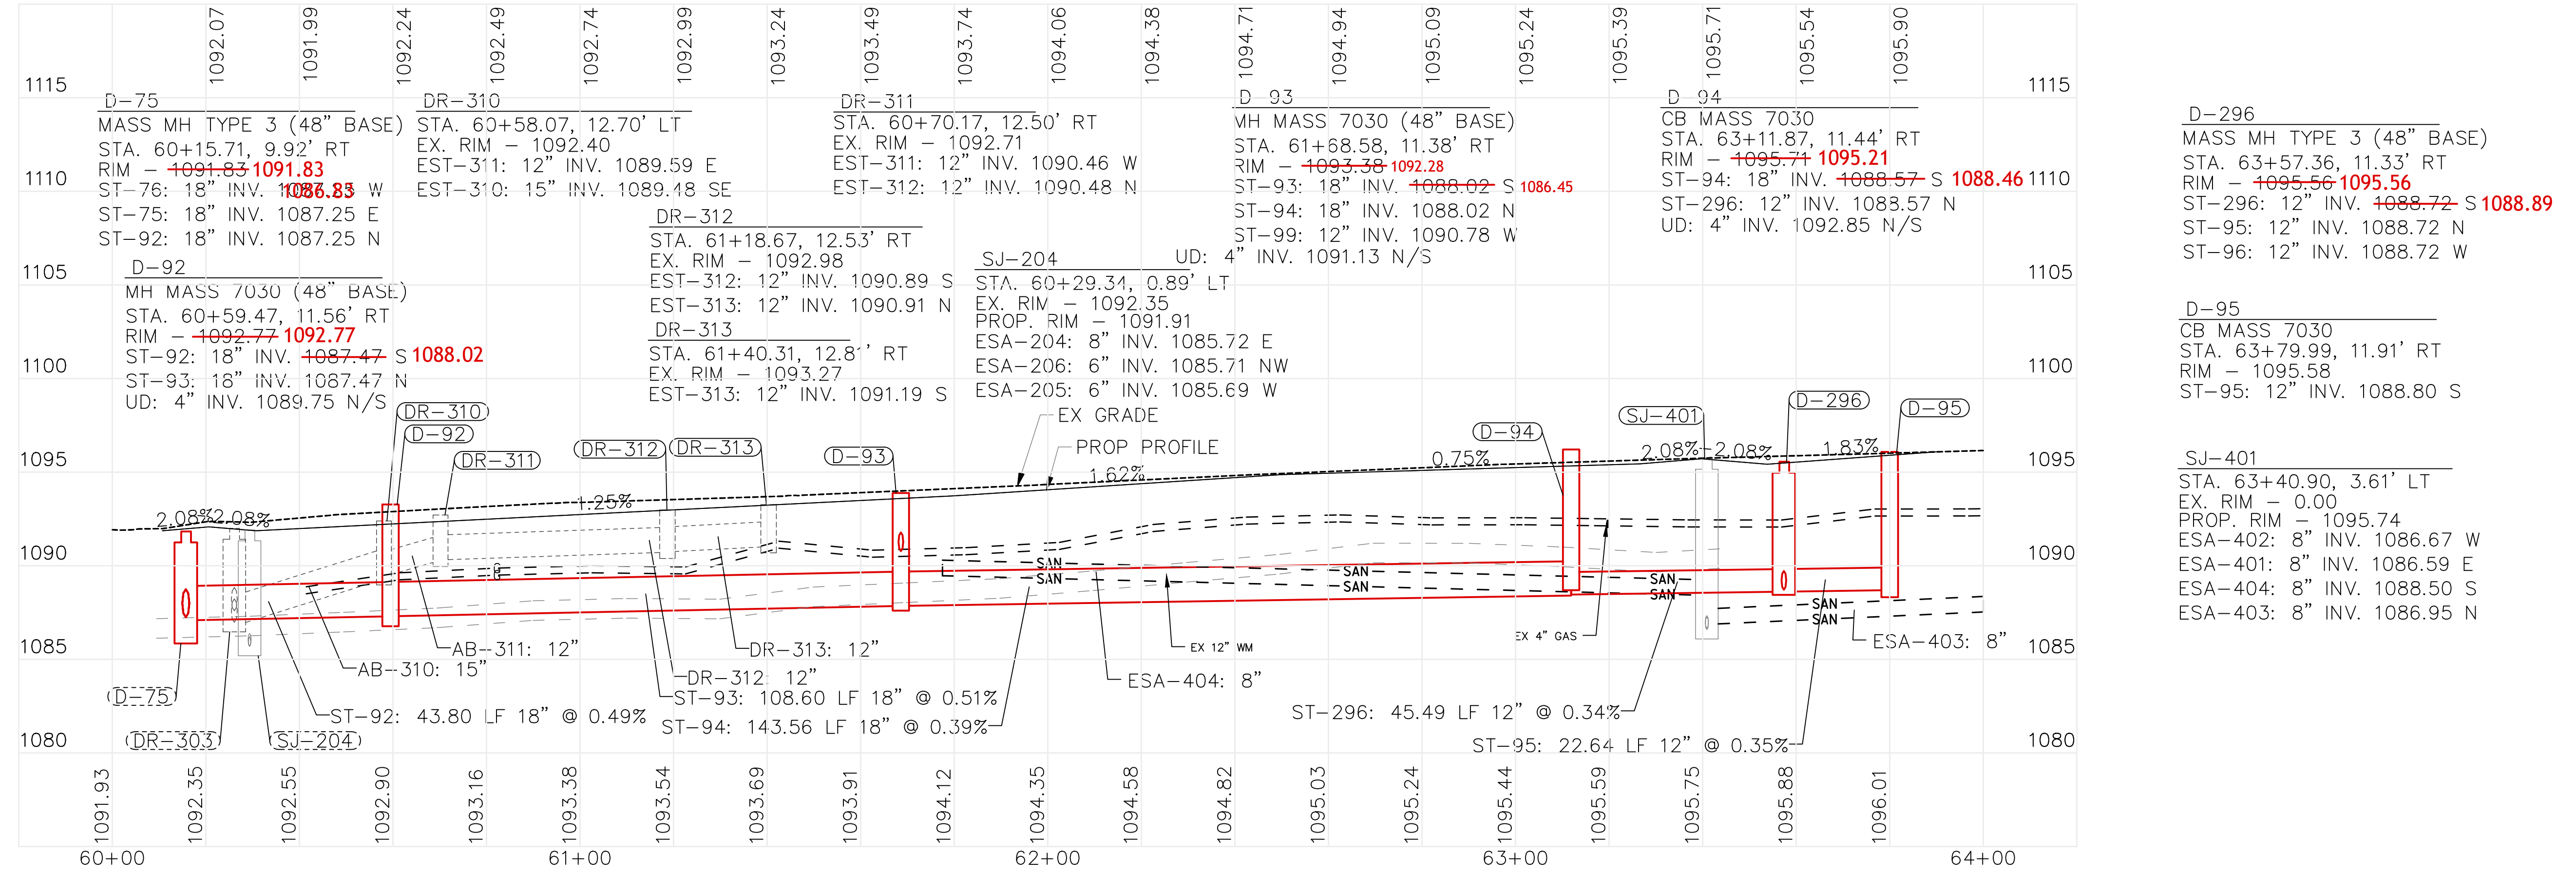 1092.07
1091.99
1092.24
1092.49
1092.74
1092.99
1093.24
1093.49
1093.74
1094.06
1094.38
1094.71
1094.94
1095.09
1095.24
1095.39
1095.71
1095.54
1095.90
1115
1115
1110
1110
1105
1105
1100
1100
1095
1095
1090
1090
1085
1085
1080
1080
D-75
MASS MH TYPE 3 (48" BASE)
STA. 60+15.71, 9.92' RT
RIM - 1091.83 1091.83
ST-76: 18" INV. 1086.83 W
ST-75: 18" INV. 1087.25 E
ST-92: 18" INV. 1087.25 N
D-92
MH MASS 7030 (48" BASE)
STA. 60+59.47, 11.56' RT
RIM - 1092.77 1092.77
ST-92: 18" INV. 1087.47 S 1088.02
ST-93: 18" INV. 1087.47 N
UD: 4" INV. 1089.75 N/S
DR-310
STA. 60+58.07, 12.70' LT
EX. RIM - 1092.40
EST-311: 12" INV. 1089.59 E
EST-310: 15" INV. 1089.48 SE
DR-312
STA. 61+18.67, 12.53' RT
EX. RIM - 1092.98
EST-312: 12" INV. 1090.89 S
EST-313: 12" INV. 1090.91 N
DR-313
STA. 61+40.31, 12.81' RT
EX. RIM - 1093.27
EST-313: 12" INV. 1091.19 S
DR-311
STA. 60+70.17, 12.50' RT
EX. RIM - 1092.71
EST-311: 12" INV. 1090.46 W
EST-312: 12" INV. 1090.48 N
SJ-204
STA. 60+29.34, 0.89' LT
EX. RIM - 1092.35
PROP. RIM - 1091.91
ESA-204: 8" INV. 1085.72 E
ESA-206: 6" INV. 1085.71 NW
ESA-205: 6" INV. 1085.69 W
D 93
MH MASS 7030 (48" BASE)
STA. 61+68.58, 11.38' RT
RIM - 1093.38 1092.28
ST-93: 18" INV. 1088.02 S 1086.45
ST-94: 18" INV. 1088.02 N
ST-99: 12" INV. 1090.78 W
UD: 4" INV. 1091.13 N/S
D 94
CB MASS 7030
STA. 63+11.87, 11.44' RT
RIM - 1095.71 1095.21
ST-94: 18" INV. 1088.57 S 1088.46
ST-296: 12" INV. 1088.57 N
UD: 4" INV. 1092.85 N/S
D-296
MASS MH TYPE 3 (48" BASE)
STA. 63+57.36, 11.33' RT
RIM - 1095.56 1095.56
ST-296: 12" INV. 1088.72 S 1088.89
ST-95: 12" INV. 1088.72 N
ST-96: 12" INV. 1088.72 W
D-95
CB MASS 7030
STA. 63+79.99, 11.91' RT
RIM - 1095.58
ST-95: 12" INV. 1088.80 S
SJ-401
STA. 63+40.90, 3.61' LT
EX. RIM - 0.00
PROP. RIM - 1095.74
ESA-402: 8" INV. 1086.67 W
ESA-401: 8" INV. 1086.59 E
ESA-404: 8" INV. 1088.50 S
ESA-403: 8" INV. 1086.95 N
DR-310
D-92
DR-311
DR-312
DR-313
D-93
EX GRADE
PROP PROFILE
D-94
SJ-401
D-296
D-95
2.08%
2.08%
1.25%
1.62%
0.75%
2.08%
2.08%
1.83%
G
SAN
SAN
SAN
SAN
SAN
SAN
SAN
SAN
AB-311: 12"
AB-310: 15"
DR-313: 12"
DR-312: 12"
ST-93: 108.60 LF 18" @ 0.51%
ST-92: 43.80 LF 18" @ 0.49%
ST-94: 143.56 LF 18" @ 0.39%
EX 12" WM
ESA-404: 8"
EX 4" GAS
ESA-403: 8"
ST-296: 45.49 LF 12" @ 0.34%
ST-95: 22.64 LF 12" @ 0.35%
D-75
DR-303
SJ-204
1091.93
1092.35
1092.55
1092.90
1093.16
1093.38
1093.54
1093.69
1093.91
1094.12
1094.35
1094.58
1094.82
1095.03
1095.24
1095.44
1095.59
1095.75
1095.88
1096.01
60+00
61+00
62+00
63+00
64+00